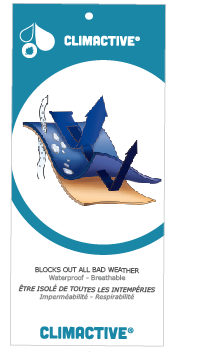 CLIMACTIVE®
BLOCKS OUT ALL BAD WEATHER
Waterproof - Breathable
ÊTRE ISOLÉ DE TOUTES LES INTEMPÉRIES
Imperméabilité - Respirabilité
CLIMACTIVE®